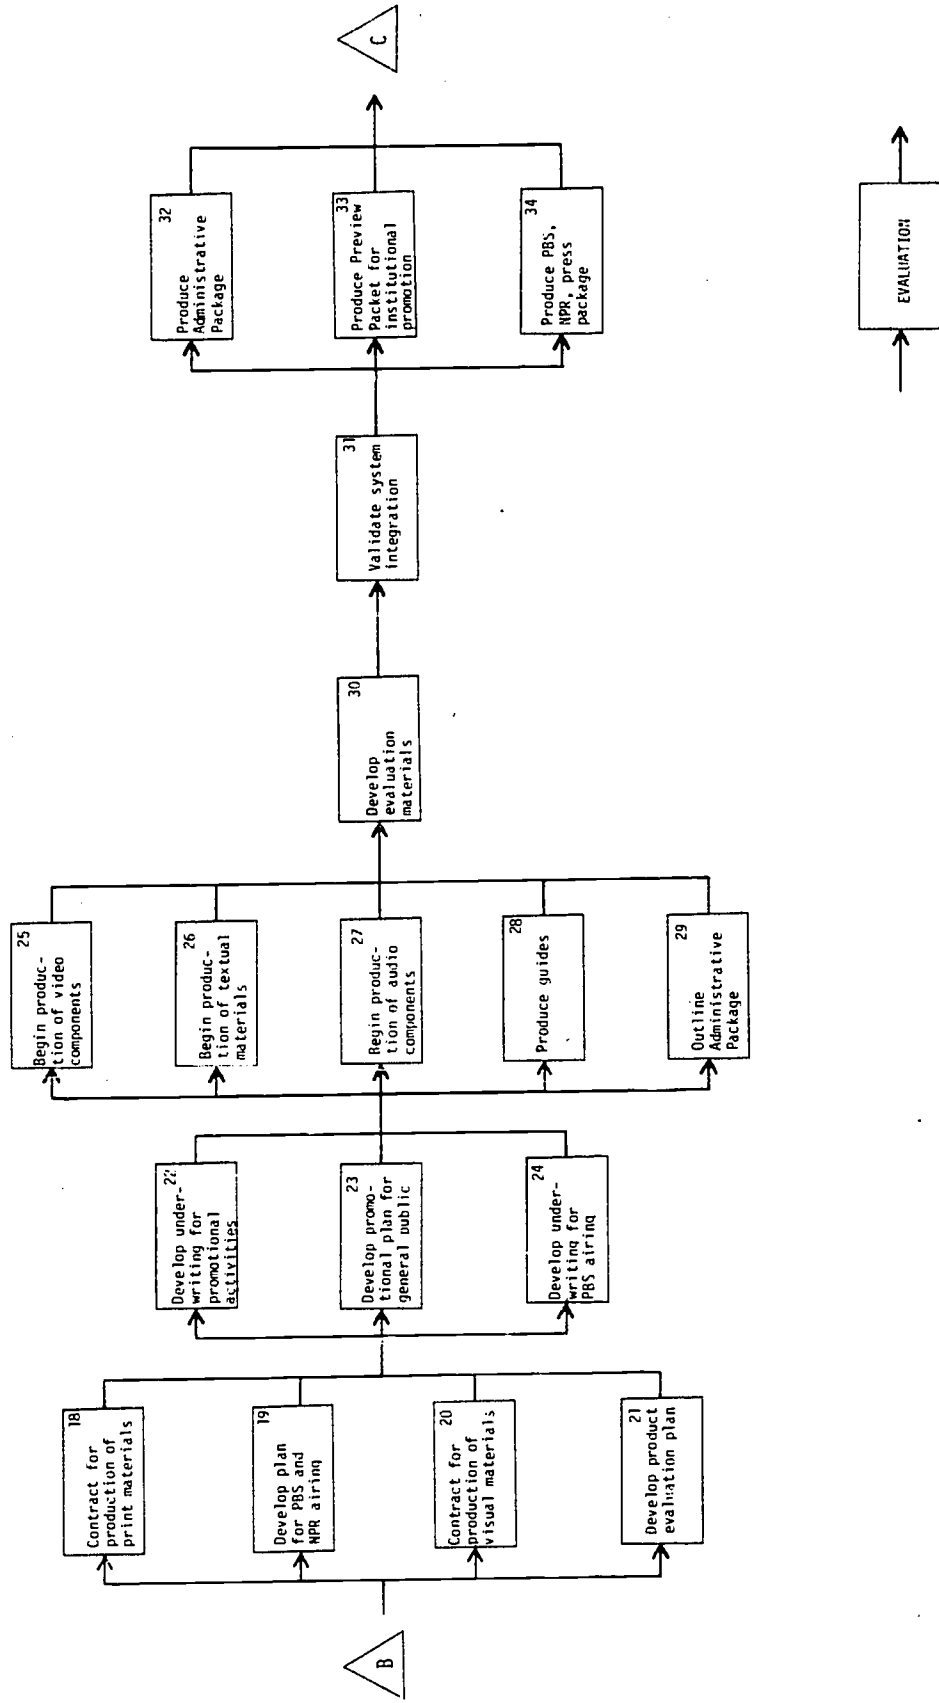 B
18
Contract for
production of
print materials
19
Develop plan
for PBS and
NPR airing
20
Contract for
production of
visual materials
21
Develop product
evaluation plan
22
Develop under-
writing for
promotional
activities
23
Develop promo-
tional plan for
general public
24
Develop under-
writing for
PBS airing
25
Begin produc-
tion of video
components
26
Begin produc-
tion of textual
materials
27
Begin produc-
tion of audio
components
28
Produce guides
29
Outline
Administrative
Package
30
Develop
evaluation
materials
31
Validate system
integration
32
Produce
Administrative
Package
33
Produce Preview
Packet for
institutional
promotion
34
Produce PBS,
NPR, press
package
C
EVALUATION